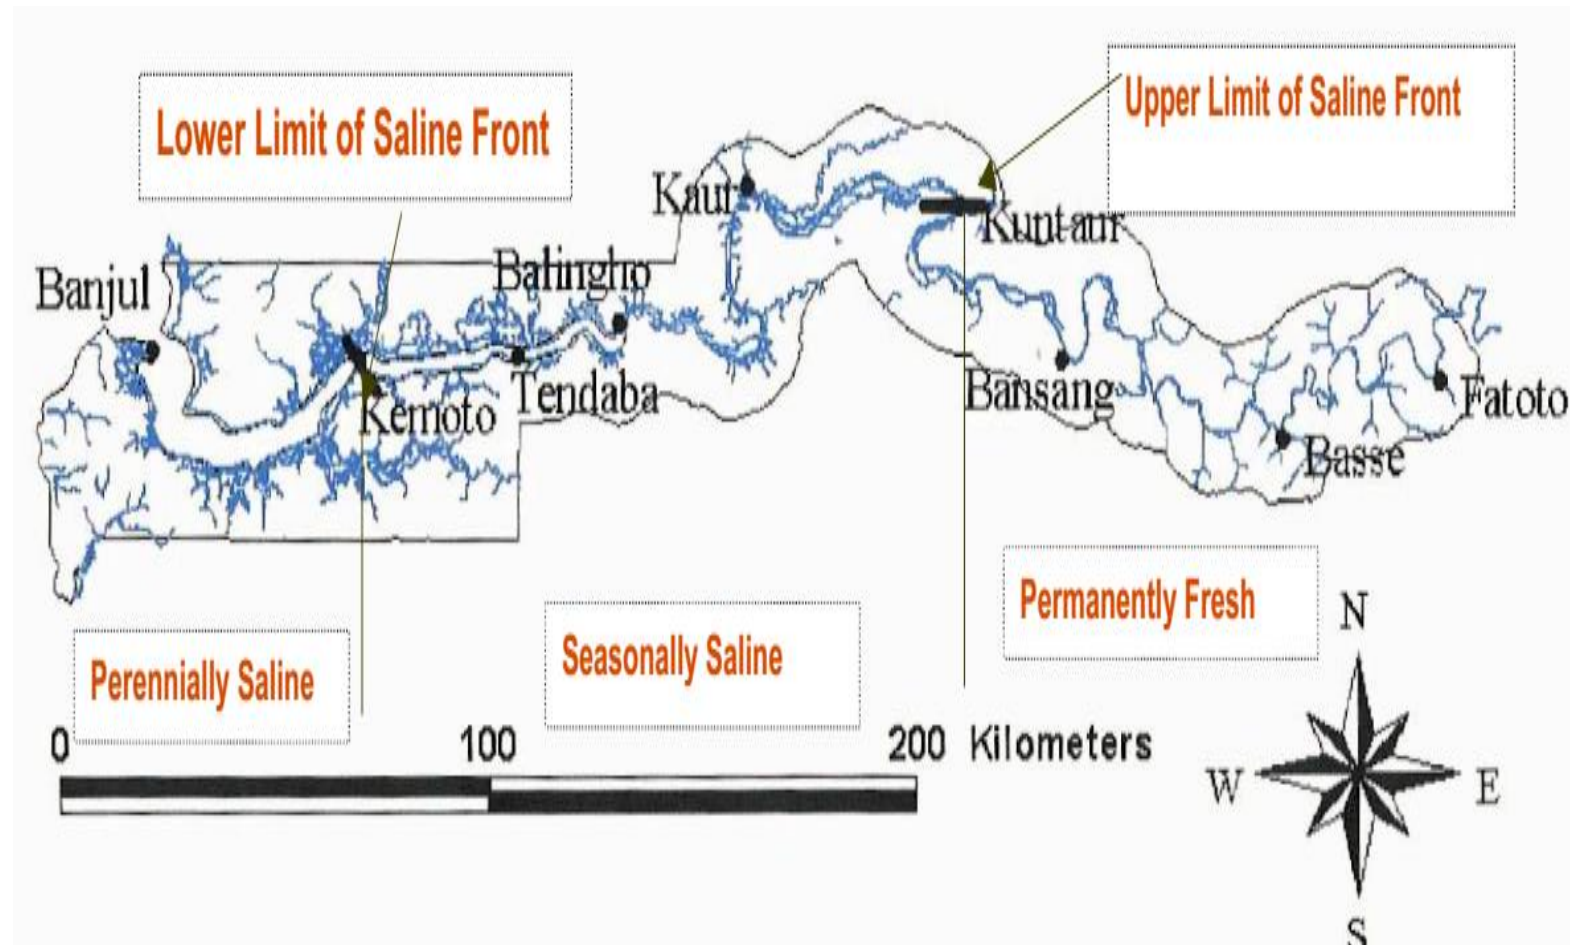 Upper Limit of Saline Front
Lower Limit of Saline Front
Kaur
Kuntaur
Balingho
Banjul
Bansang
Fatoto
Kemoto
Tendaba
Basse
Permanently Fresh
Seasonally Saline
Perennially Saline
N
0
100
200 Kilometers
W
E
S